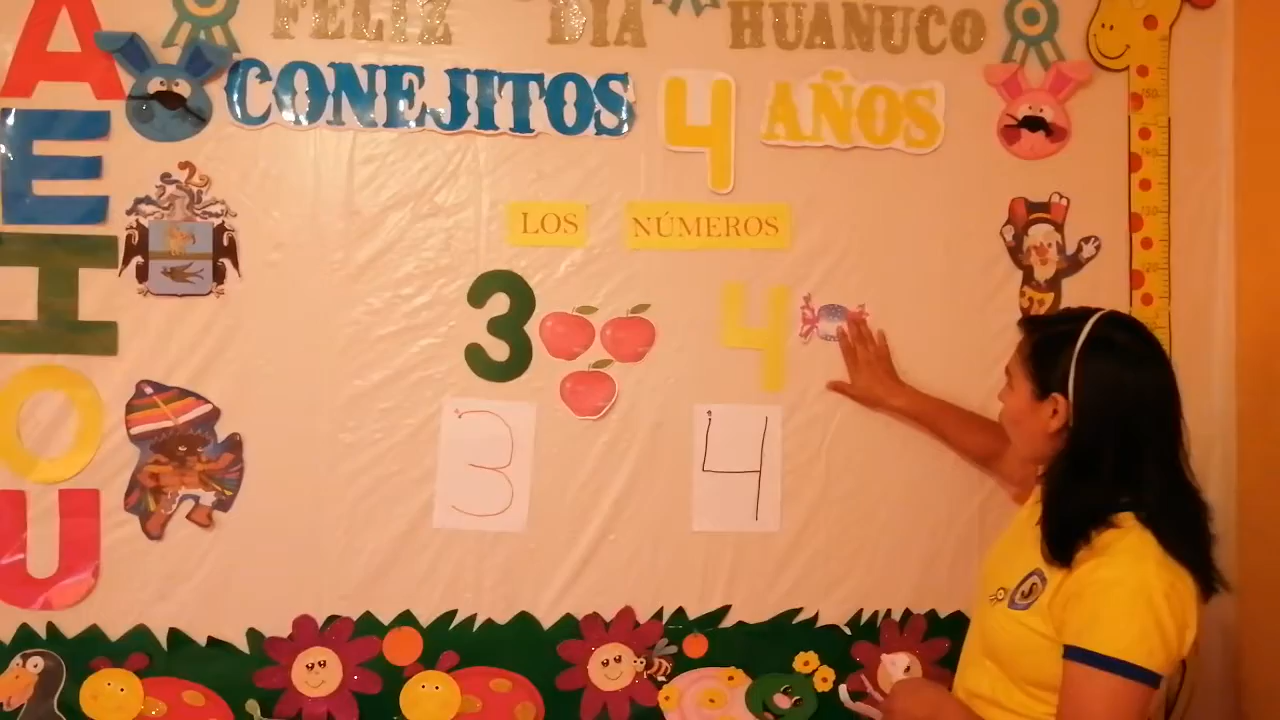 FELIZ DIA HUANUCO
CONEJITOS 4 AÑOS
A
E
I
O
U
LOS NÚMEROS
3 4
3 4